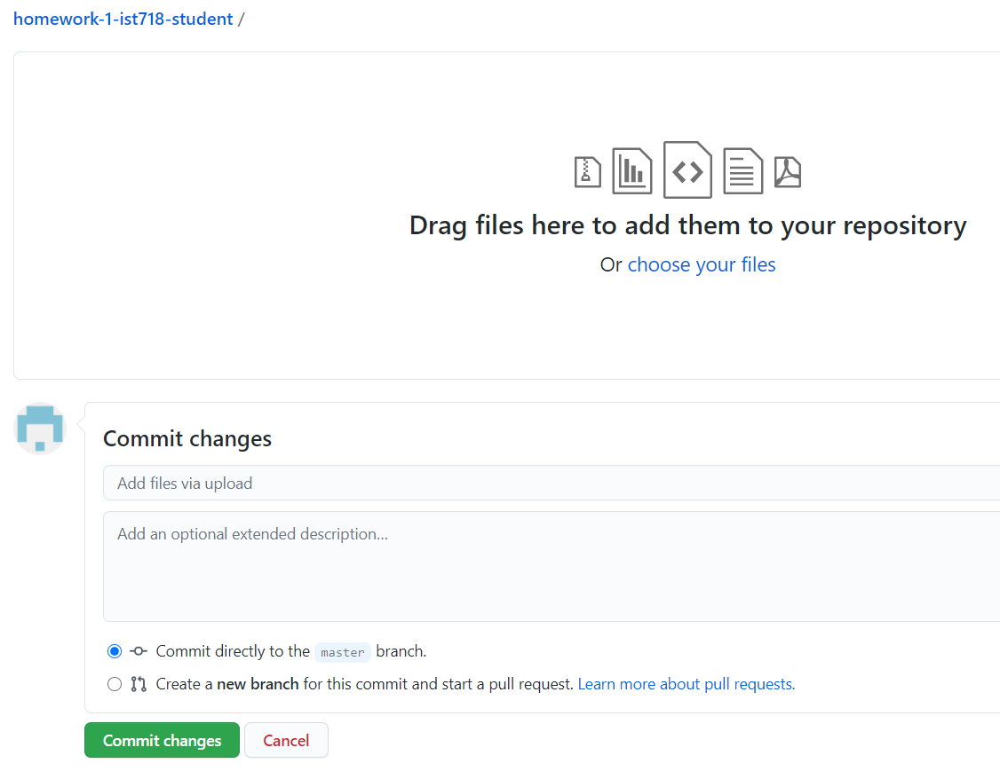 homework-1-ist718-student /
Drag files here to add them to your repository
Or choose your files
Commit changes
Add files via upload
Add an optional extended description...
Commit directly to the master branch.
Create a new branch for this commit and start a pull request. Learn more about pull requests.
Commit changes Cancel